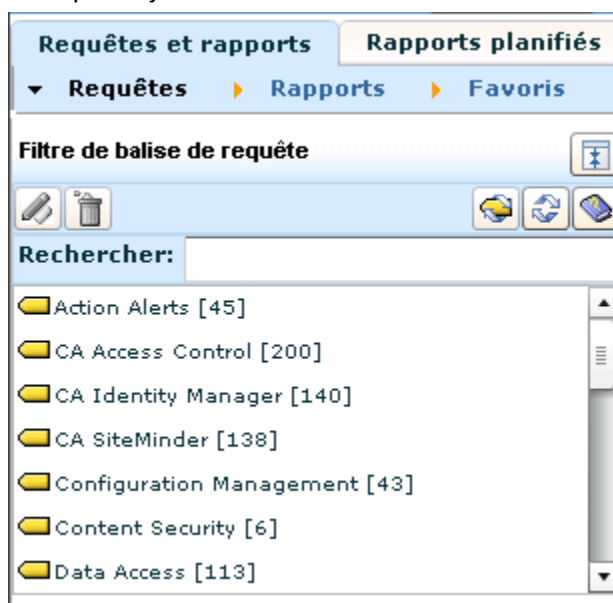 Requêtes et rapports Rapports planifiés
Requêtes Rapports Favoris
Filtre de balise de requête
Rechercher:
Action Alerts [45]
CA Access Control [200]
CA Identity Manager [140]
CA SiteMinder [138]
Configuration Management [43]
Content Security [6]
Data Access [113]